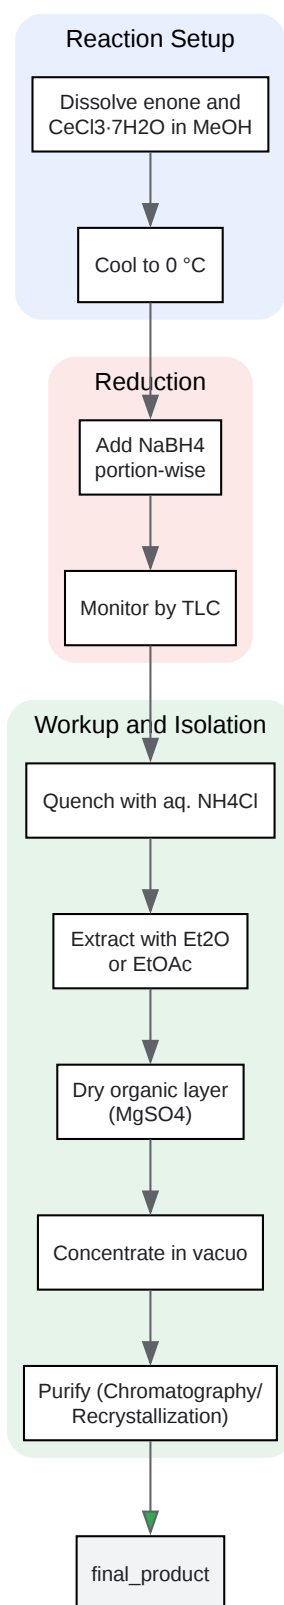 Reaction Setup
Dissolve enone and
CeCl3·7H2O in MeOH
Cool to 0 °C
Reduction
Add NaBH4
portion-wise
Monitor by TLC
Workup and Isolation
Quench with aq. NH4Cl
Extract with Et2O
or EtOAc
Dry organic layer
(MgSO4)
Concentrate in vacuo
Purify (Chromatography/
Recrystallization)
final_product